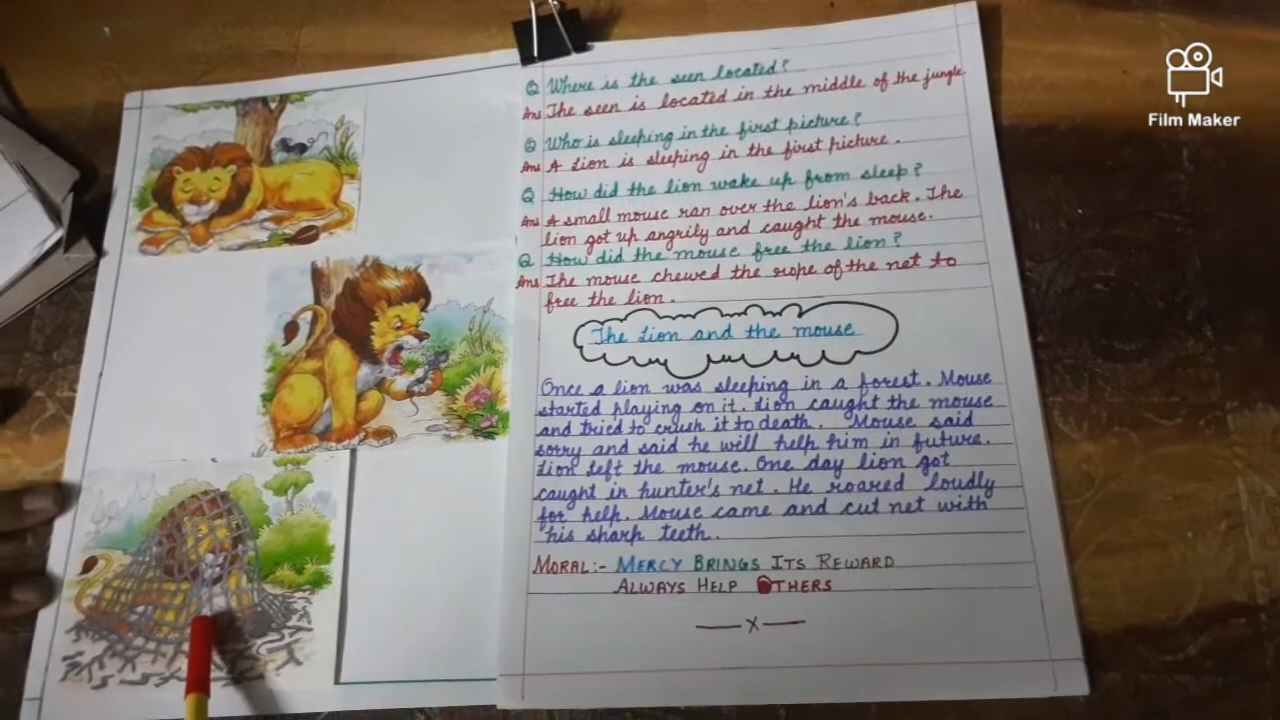 Q Where is the seen located?
Ans The seen is located in the middle of the jungle
Q Who is sleeping in the first picture?
Ans A Lion is sleeping in the first picture.
Q How did the lion wake up from sleep?
Ans A small mouse ran over the lion's back. The
lion got up angrily and caught the mouse.
Q How did the mouse free the lion?
Ans The mouse chewed the rope of the net to
free the lion.
The Lion and the mouse
Once a lion was sleeping in a forest. Mouse
started playing on it. Lion caught the mouse
and tried to crush it to death. Mouse said
sorry and said he will help him in future.
Lion left the mouse. One day lion got
caught in hunter's net. He roared loudly
for help. Mouse came and cut net with
his sharp teeth.
MORAL:- MERCY BRINGS ITS REWARD
ALWAYS HELP OTHERS
—x—
Film Maker